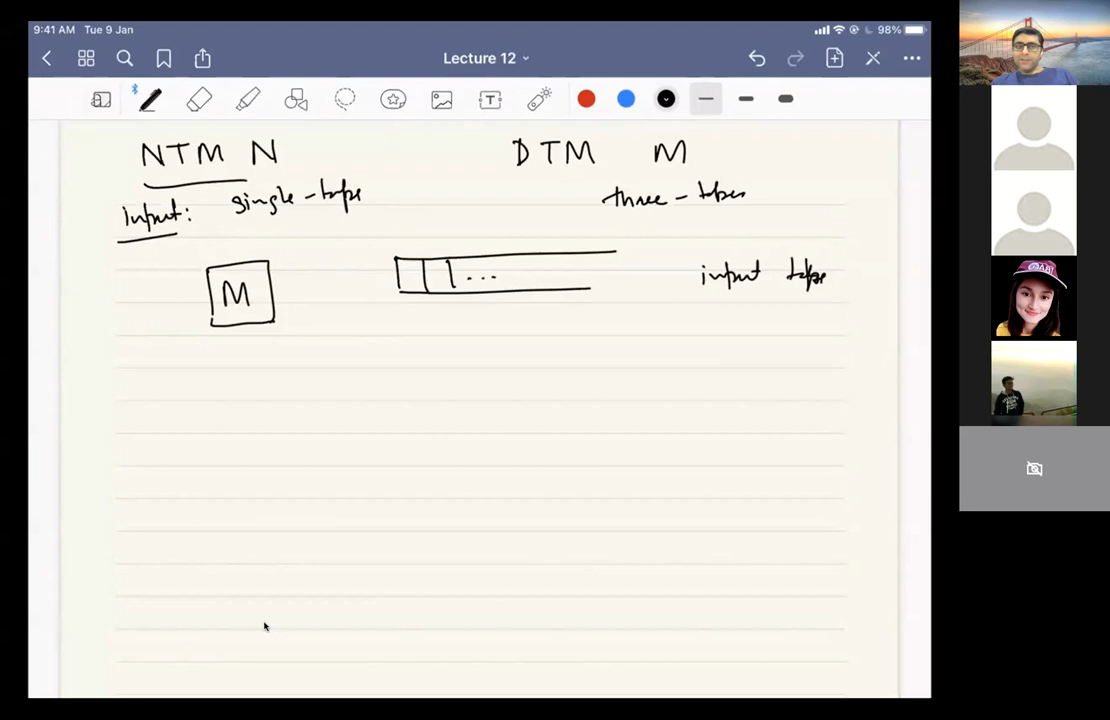 9:41 AM Tue 9 Jan 98%
Lecture 12
NTM N DTM M
Input: single-tape three-tapes
M ... input tape